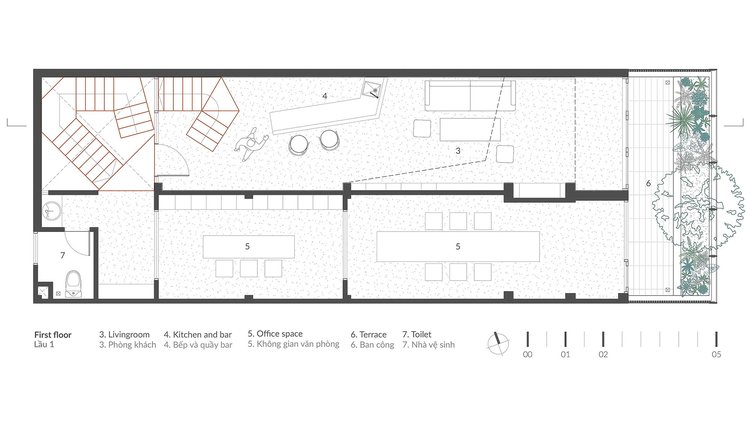 4
3
6
5
5
7
First floor
Lầu 1
3. Livingroom
3. Phòng khách
4. Kitchen and bar
4. Bếp và quầy bar
5. Office space
5. Không gian văn phòng
6. Terrace
6. Ban công
7. Toilet
7. Nhà vệ sinh
00 01 02 05